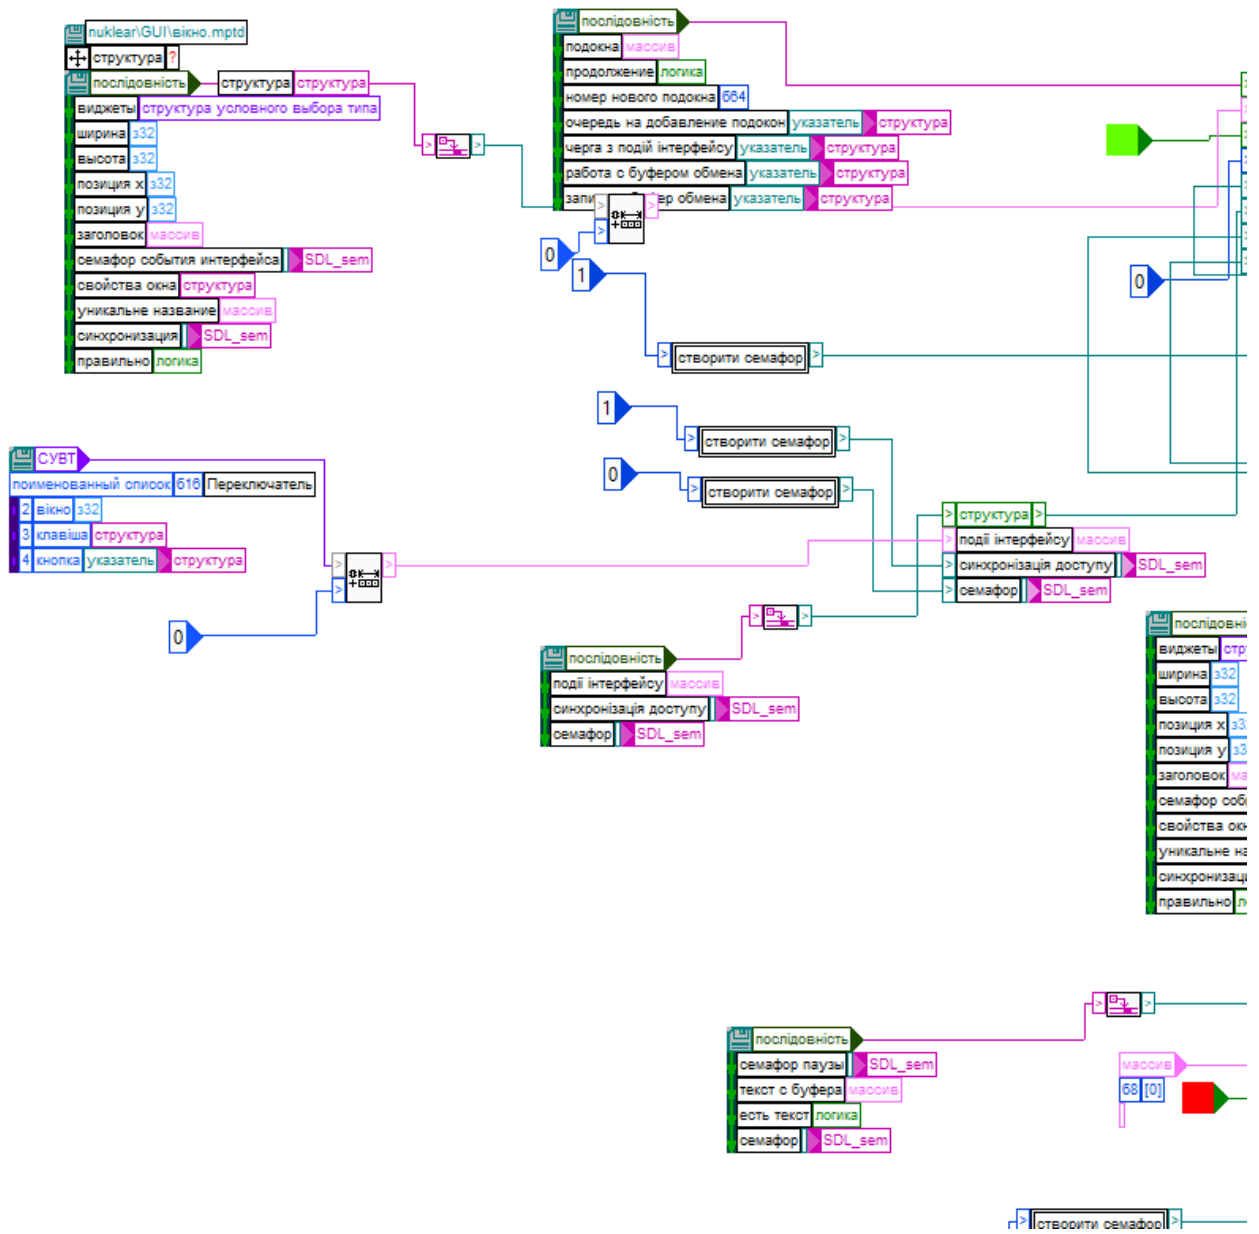 nuklear\GUI\вікно.mptd
структура ?
послідовність структура структура
виджеты структура условного выбора типа
ширина з32
высота з32
позиция х з32
позиция у з32
заголовок массив
семафор события интерфейса SDL_sem
свойства окна структура
уникальне название массив
синхронизация SDL_sem
правильно логика
послідовність
подокна массив
продолжение логика
номер нового подокна б64
очередь на добавление подокон указатель структура
черга з подій інтерфейсу указатель структура
работа с буфером обмена указатель структура
обмена указатель структура
0
1
0
створити семафор
1
створити семафор
0
створити семафор
СУВТ
поименованный список б16 Переключатель
2 вікно з32
3 клавіша структура
4 кнопка указатель структура
0
структура
події інтерфейсу массив
синхронізація доступу SDL_sem
семафор SDL_sem
послідовність
події інтерфейсу массив
синхронізація доступу SDL_sem
семафор SDL_sem
виджеты
ширина з32
высота з32
позиция х
позиция у
заголовок
семафор
свойства
уникальне
правильно
послідовність
семафор паузы SDL_sem
текст с буфера массив
есть текст логика
семафор SDL_sem
массив
б8 [0]
створити семафор